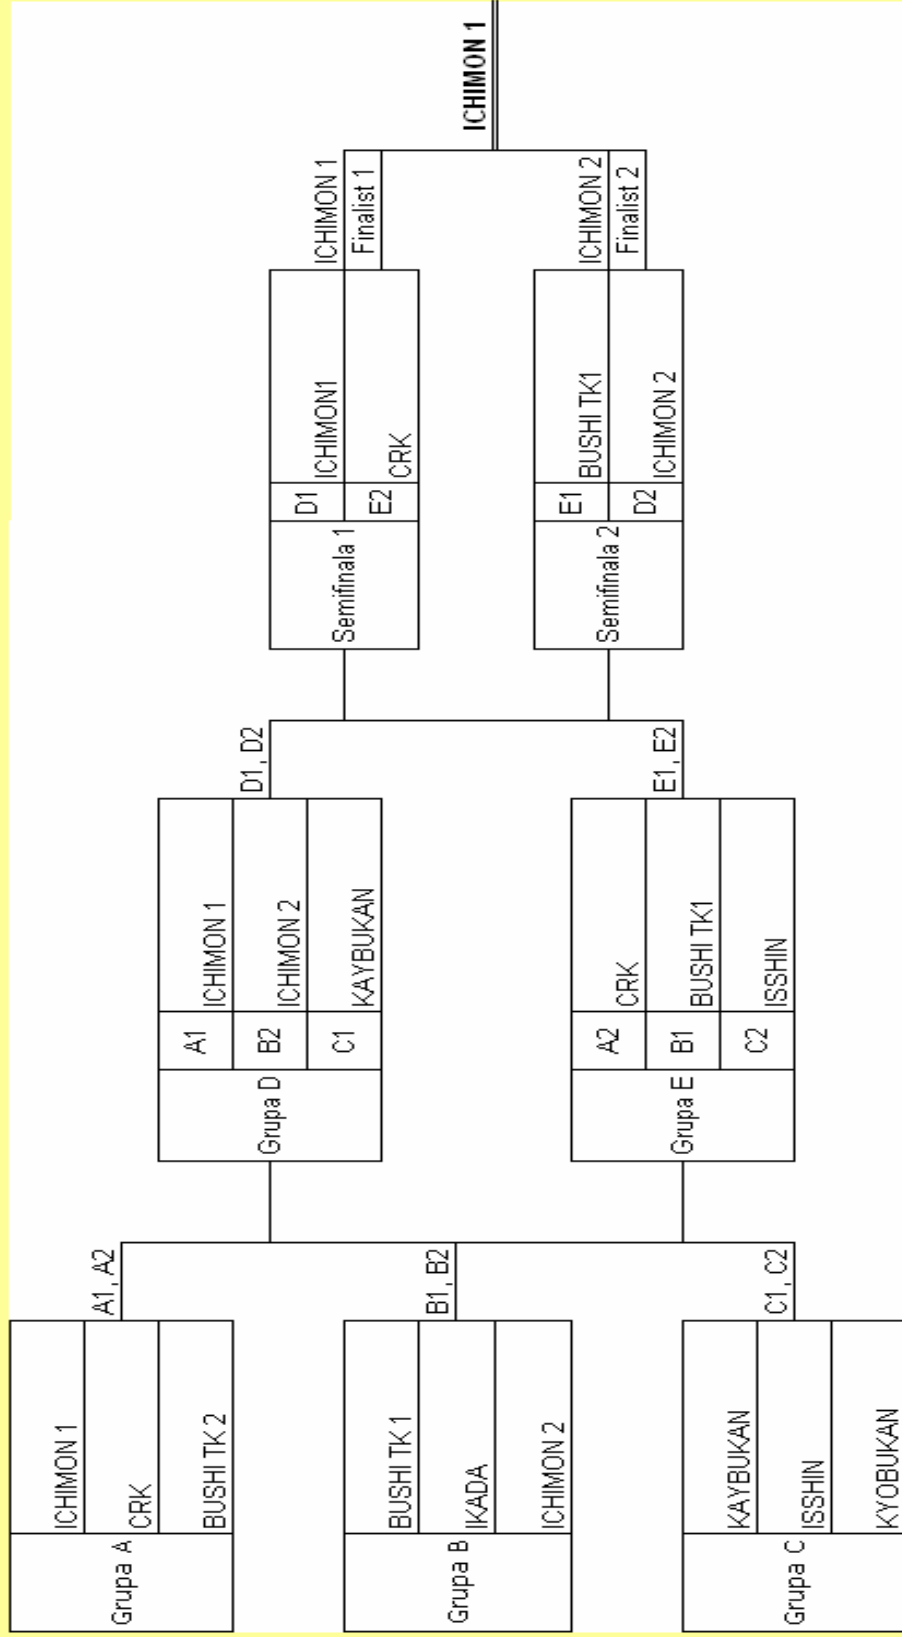 Grupa A
ICHIMON 1
CRK
BUSHI TK 2
A1, A2
Grupa B
BUSHI TK 1
IKADA
ICHIMON 2
B1, B2
Grupa C
KAYBUKAN
ISSHIN
KYOBUKAN
C1, C2
Grupa D
A1 ICHIMON 1
B2 ICHIMON 2
C1 KAYBUKAN
D1, D2
Grupa E
A2 CRK
B1 BUSHI TK1
C2 ISSHIN
E1, E2
Semifinala 1
D1 ICHIMON1
E2 CRK
ICHIMON 1
Finalist 1
Semifinala 2
E1 BUSHI TK1
D2 ICHIMON 2
ICHIMON 2
Finalist 2
ICHIMON 1